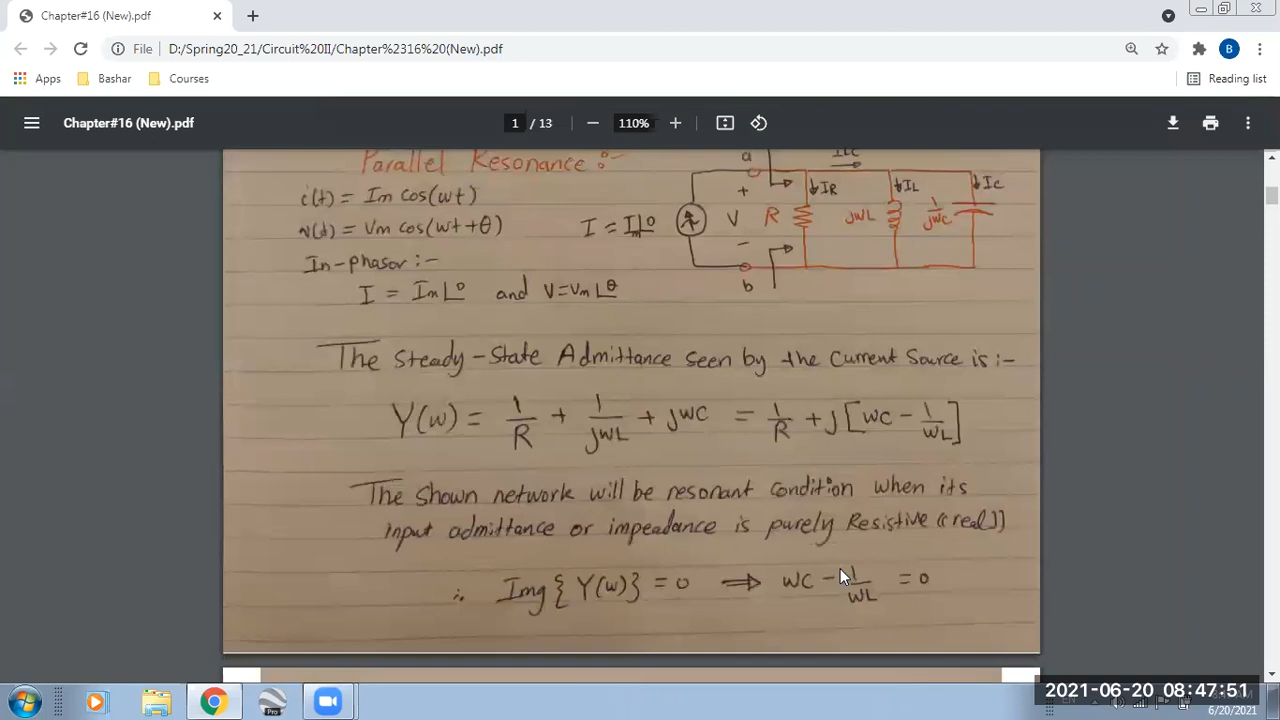 Chapter#16 (New).pdf
File
D:/Spring20_21/Circuit%20II/Chapter%2316%20(New).pdf
B
Apps
Bashar
Courses
Reading list
Chapter#16 (New).pdf
1 / 13
110%
Parallel Resonance :-
i(t) = Im cos(wt)
v(t) = Vm cos(wt+θ)
In-phasor :-
I = Im∠0 and V=Vm∠θ
I = Im∠0
a
+
V
-
b
R
IR
jwL
IL
1/jwc
Ic
The Steady-State Admittance seen by the Current Source is :-
Y(w) = 1/R + 1/jwL + jwc = 1/R + j[wc - 1/wL]
The shown network will be resonant condition when its
input admittance or impeadance is purely Resistive ((real))
∴ Img{Y(w)} = 0 ⟹ wc - 1/wL = 0
2021-06-20 08:47:51
6/20/2021